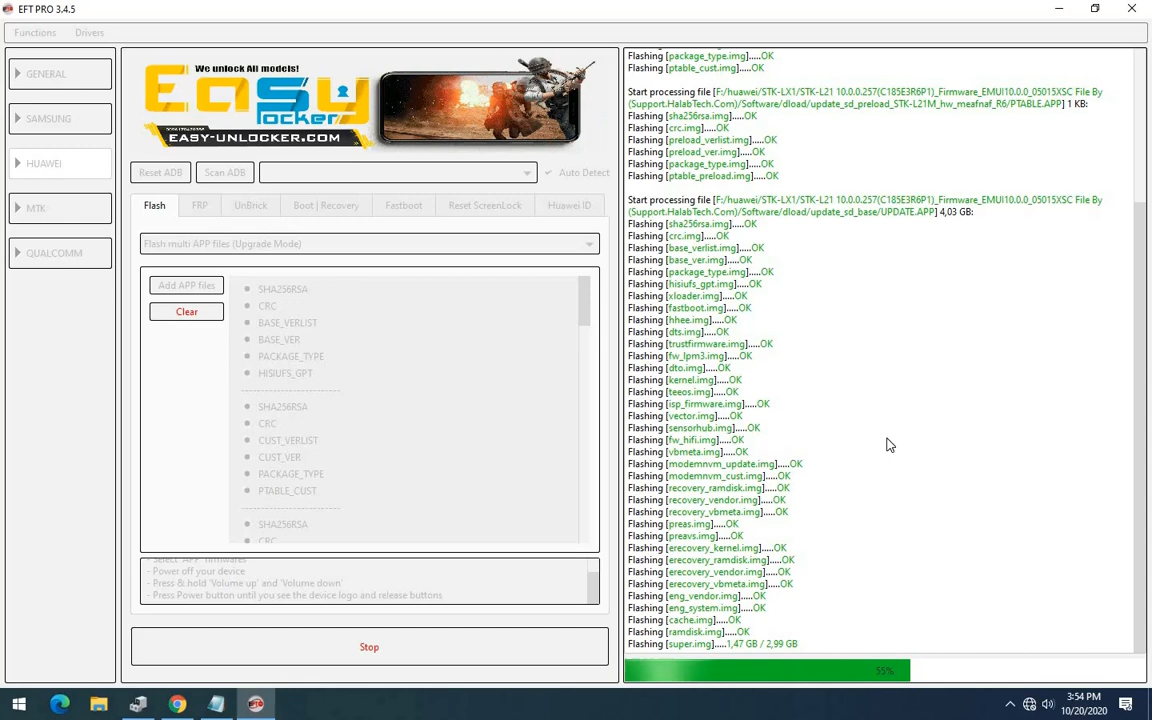 EFT PRO 3.4.5
Functions
Drivers
GENERAL
SAMSUNG
HUAWEI
MTK
QUALCOMM
We unlock All models!
Easy
locker
EASY-UNLOCKER.COM
Reset ADB
Scan ADB
Auto Detect
Flash
FRP
UnBrick
Boot | Recovery
Fastboot
Reset ScreenLock
Huawei ID
Flash multi APP files (Upgrade Mode)
Add APP files
Clear
SHA256RSA
CRC
BASE_VERLIST
BASE_VER
PACKAGE_TYPE
HISIUFS_GPT
SHA256RSA
CRC
CUST_VERLIST
CUST_VER
PACKAGE_TYPE
PTABLE_CUST
SHA256RSA
CRC
- Select 'APP' firmwares
- Power off your device
- Press & hold 'Volume up' and 'Volume down'
- Press Power button until you see the device logo and release buttons
Stop
Flashing [package_type.img].....OK
Flashing [ptable_cust.img].....OK
Start processing file [F:/huawei/STK-LX1/STK-L21 10.0.0.257(C185E3R6P1)_Firmware_EMUI10.0.0_05015XSC File By
(Support.HalabTech.Com)/Software/dload/update_sd_preload_STK-L21M_hw_meafnaf_R6/PTABLE.APP] 1 KB:
Flashing [sha256rsa.img].....OK
Flashing [crc.img].....OK
Flashing [preload_verlist.img].....OK
Flashing [preload_ver.img].....OK
Flashing [package_type.img].....OK
Flashing [ptable_preload.img].....OK
Start processing file [F:/huawei/STK-LX1/STK-L21 10.0.0.257(C185E3R6P1)_Firmware_EMUI10.0.0_05015XSC File By
(Support.HalabTech.Com)/Software/dload/update_sd_base/UPDATE.APP] 4,03 GB:
Flashing [sha256rsa.img].....OK
Flashing [crc.img].....OK
Flashing [base_verlist.img].....OK
Flashing [base_ver.img].....OK
Flashing [package_type.img].....OK
Flashing [hisiufs_gpt.img].....OK
Flashing [xloader.img].....OK
Flashing [fastboot.img].....OK
Flashing [hhee.img].....OK
Flashing [dts.img].....OK
Flashing [trustfirmware.img].....OK
Flashing [fw_lpm3.img].....OK
Flashing [dto.img].....OK
Flashing [kernel.img].....OK
Flashing [teeos.img].....OK
Flashing [isp_firmware.img].....OK
Flashing [vector.img].....OK
Flashing [sensorhub.img].....OK
Flashing [fw_hifi.img].....OK
Flashing [vbmeta.img].....OK
Flashing [modemnvm_update.img].....OK
Flashing [modemnvm_cust.img].....OK
Flashing [recovery_ramdisk.img].....OK
Flashing [recovery_vendor.img].....OK
Flashing [recovery_vbmeta.img].....OK
Flashing [preas.img].....OK
Flashing [preavs.img].....OK
Flashing [erecovery_kernel.img].....OK
Flashing [erecovery_ramdisk.img].....OK
Flashing [erecovery_vendor.img].....OK
Flashing [erecovery_vbmeta.img].....OK
Flashing [eng_vendor.img].....OK
Flashing [eng_system.img].....OK
Flashing [cache.img].....OK
Flashing [ramdisk.img].....OK
Flashing [super.img].....1,47 GB / 2,99 GB
55%
3:54 PM
10/20/2020